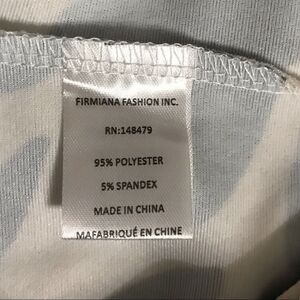 FIRMIANA FASHION INC.
RN:148479
95% POLYESTER
5% SPANDEX
MADE IN CHINA
MAFABRIQUÉ EN CHINE